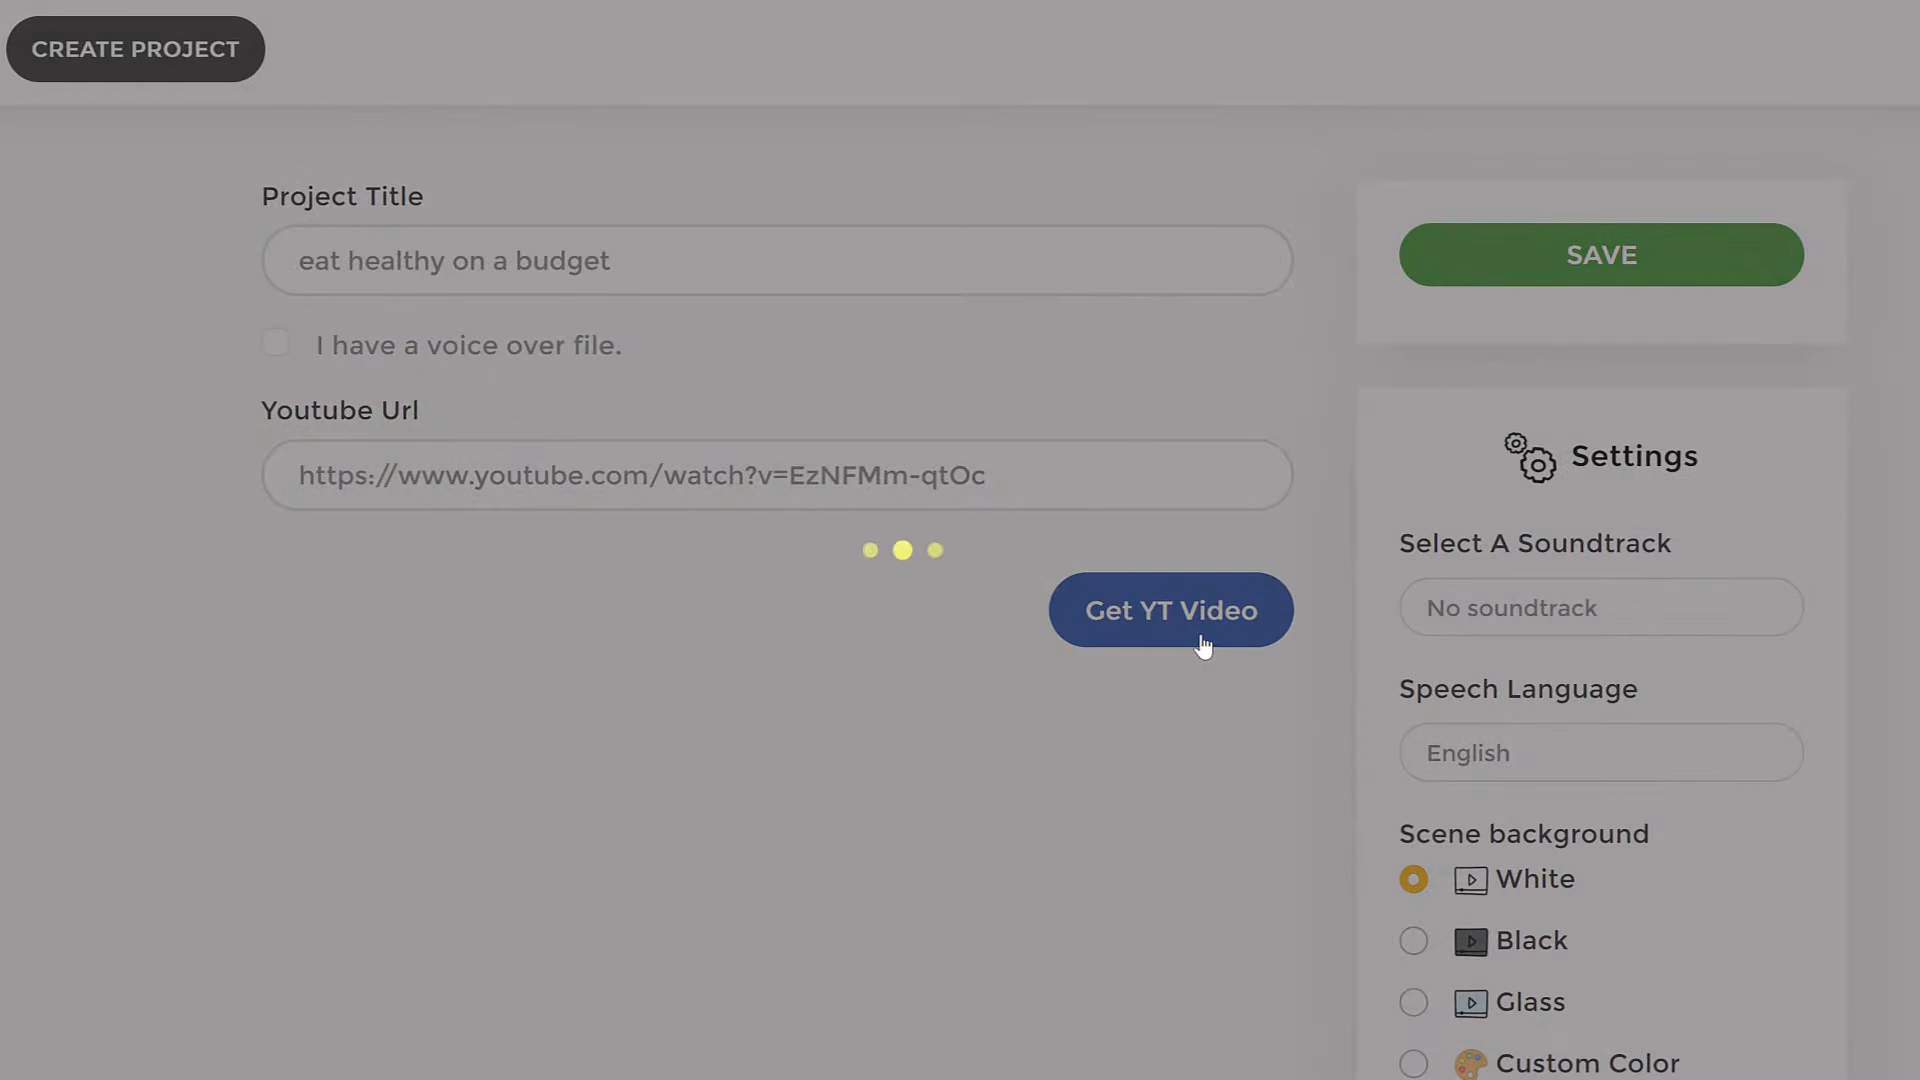 CREATE PROJECT
Project Title
eat healthy on a budget
I have a voice over file.
Youtube Url
https://www.youtube.com/watch?v=EzNFMm-qtOc
Get YT Video
SAVE
Settings
Select A Soundtrack
No soundtrack
Speech Language
English
Scene background
White
Black
Glass
Custom Color